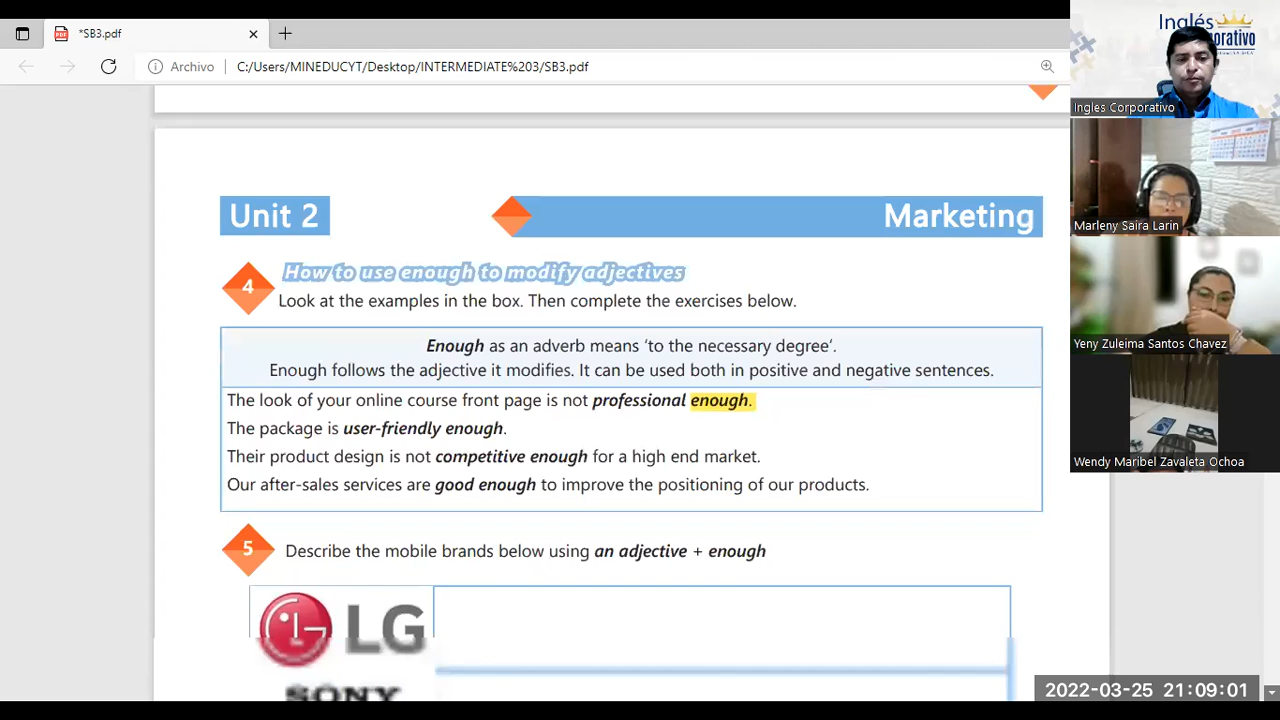 *SB3.pdf
Archivo
C:/Users/MINEDUCYT/Desktop/INTERMEDIATE%203/SB3.pdf
Unit 2
Marketing
4
How to use enough to modify adjectives
Look at the examples in the box. Then complete the exercises below.
Enough as an adverb means ‘to the necessary degree’.
Enough follows the adjective it modifies. It can be used both in positive and negative sentences.
The look of your online course front page is not professional enough.
The package is user-friendly enough.
Their product design is not competitive enough for a high end market.
Our after-sales services are good enough to improve the positioning of our products.
5
Describe the mobile brands below using an adjective + enough
LG
SONY
Inglés
Ingles Corporativo
Marleny Saira Larin
Yeny Zuleima Santos Chavez
Wendy Maribel Zavaleta Ochoa
2022-03-25 21:09:01